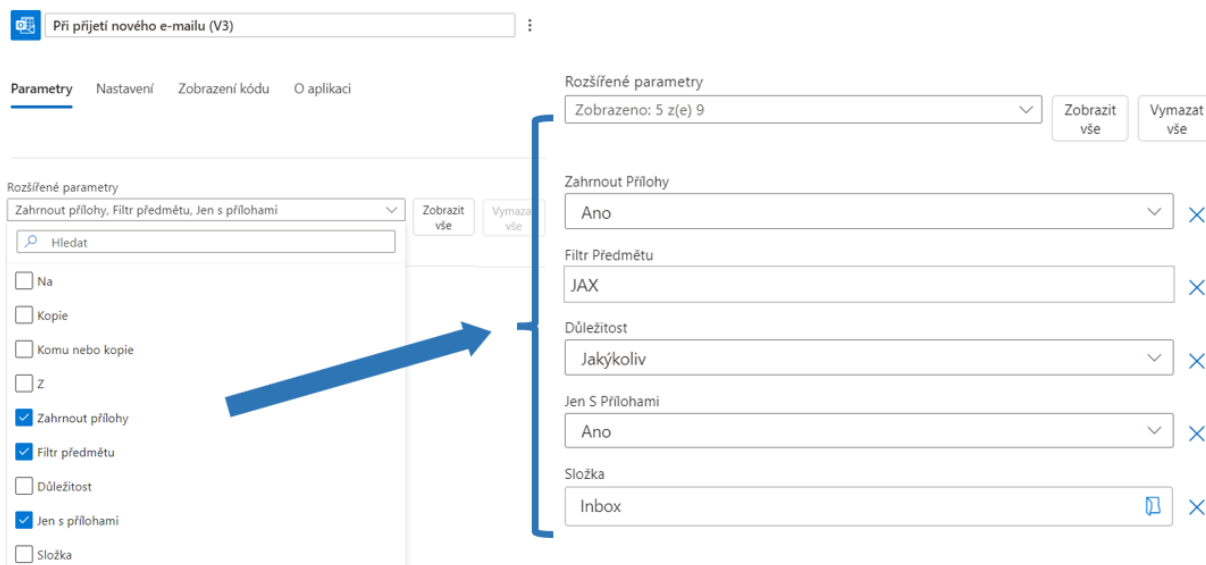 Při přijetí nového e-mailu (V3)
Parametry Nastavení Zobrazení kódu O aplikaci
Rozšířené parametry
Zahrnout přílohy, Filtr předmětu, Jen s přílohami
Zobrazit
vše
Vymazat
vše
Hledat
Na
Kopie
Komu nebo kopie
Z
Zahrnout přílohy
Filtr předmětu
Důležitost
Jen s přílohami
Složka
Rozšířené parametry
Zobrazeno: 5 z(e) 9
Zobrazit
vše
Vymazat
vše
Zahrnout Přílohy
Ano
Filtr Předmětu
JAX
Důležitost
Jakýkoliv
Jen S Přílohami
Ano
Složka
Inbox